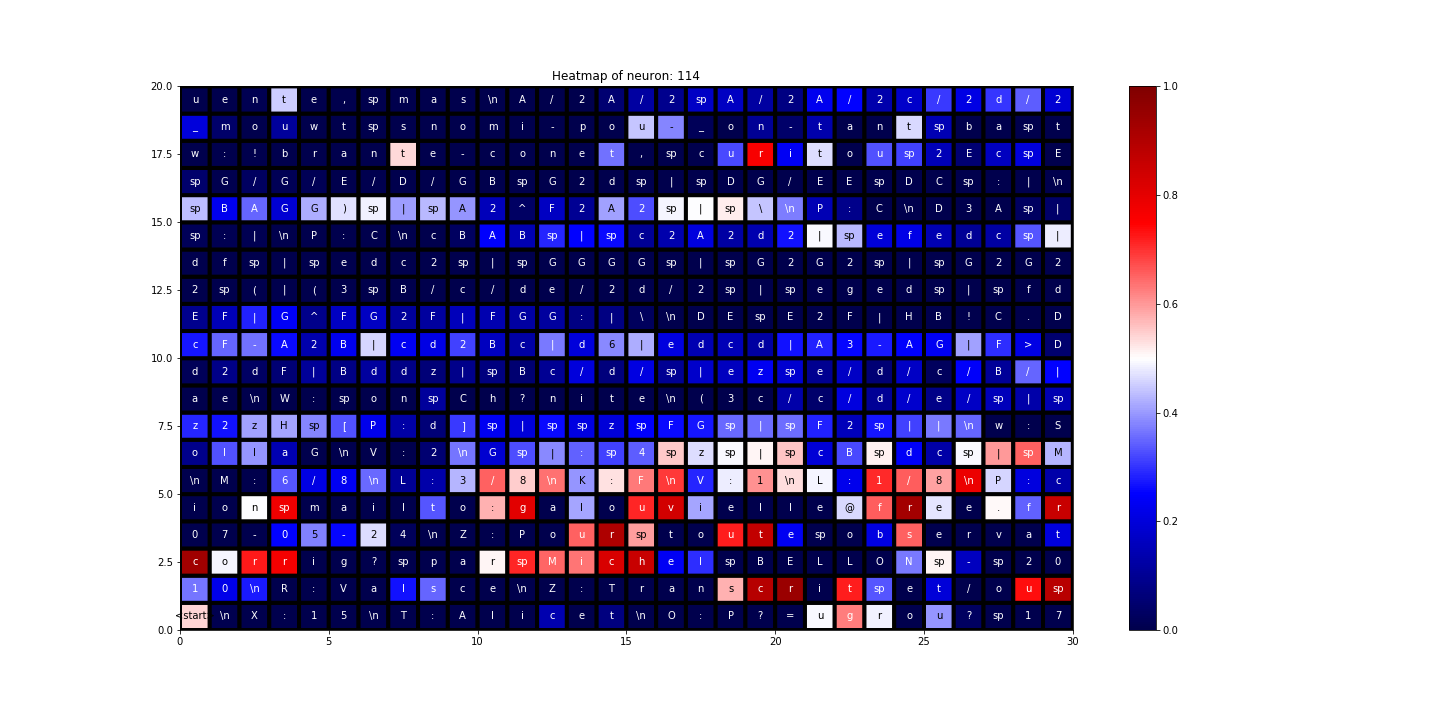 Heatmap of neuron: 114
20.0 u e n t e , sp m a s \n A / 2 A / 2 sp A / 2 A / 2 c / 2 d / 2 1.0
_ m o u w t sp s n o m i - p o u - _ o n - t a n t sp b a sp t
17.5 w : ! b r a n t e - c o n e t , sp c u r i t o u sp 2 E c sp E
sp G / G / E / D / G B sp G 2 d sp | sp D G / E E sp D C sp : | \n 0.8
15.0 sp B A G G ) sp | sp A 2 ^ F 2 A 2 sp | sp \ \n P : C \n D 3 A sp |
sp : | \n P : C \n c B A B sp | sp c 2 A 2 d 2 | sp e f e d c sp |
d f sp | sp e d c 2 sp | sp G G G G sp | sp G 2 G 2 sp | sp G 2 G 2
12.5 2 sp ( | ( 3 sp B / c / d e / 2 d / 2 sp | sp e g e d sp | sp f d 0.6
E F | G ^ F G 2 F | F G G : | \ \n D E sp E 2 F | H B ! C . D
10.0 c F - A 2 B | c d 2 B c | d 6 | e d c d | A 3 - A G | F > D
d 2 d F | B d d z | sp B c / d / sp | e z sp e / d / c / B / |
a e \n W : sp o n sp C h ? n i t e \n ( 3 c / c / d / e / sp | sp 0.4
7.5 z 2 z H sp [ P : d ] sp | sp sp z sp F G sp | sp F 2 sp | | \n w : S
o l l a G \n V : 2 \n G sp | : sp 4 sp z sp | sp c B sp d c sp | sp M
5.0 \n M : 6 / 8 \n L : 3 / 8 \n K : F \n V : 1 \n L : 1 / 8 \n P : c
i o n sp m a i l t o : g a l o u v i e l l e @ f r e e . f r 0.2
0 7 - 0 5 - 2 4 \n Z : P o u r sp t o u t e sp o b s e r v a t
2.5 c o r r i g ? sp p a r sp M i c h e l sp B E L L O N sp - sp 2 0
1 0 \n R : V a l s c e \n Z : T r a n s c r i t sp e t / o u sp
0.0 <start \n X : 1 5 \n T : A l i c e t \n O : P ? = u g r o u ? sp 1 7 0.0
0 5 10 15 20 25 30